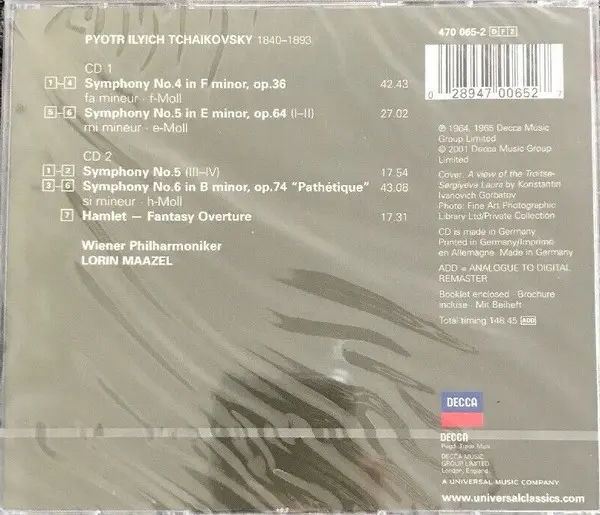 PYOTR ILYICH TCHAIKOVSKY 1840–1893
CD 1
1–4 Symphony No.4 in F minor, op.36 42.43
fa mineur · f-Moll
5–6 Symphony No.5 in E minor, op.64 (I–II) 27.02
mi mineur · e-Moll
CD 2
1–2 Symphony No.5 (III–IV) 17.54
3–6 Symphony No.6 in B minor, op.74 "Pathétique" 43.08
si mineur · h-Moll
7 Hamlet — Fantasy Overture 17.31
Wiener Philharmoniker
LORIN MAAZEL
470 065-2 DF2
0 28947 00652 7
℗ 1964, 1965 Decca Music
Group Limited
© 2001 Decca Music Group
Limited
Cover: A view of the Troitse-
Sergiyeva Laura by Konstantin
Ivanovich Gorbatov
Photo: Fine Art Photographic
Library Ltd/Private Collection
CD is made in Germany
Printed in Germany/Imprimé
en Allemagne. Made in Germany
ADD = ANALOGUE TO DIGITAL
REMASTER
Booklet enclosed · Brochure
incluse · Mit Beiheft
Total timing 148.45 ADD
DECCA
DECCA
DECCA MUSIC
GROUP LIMITED
London, England
A UNIVERSAL MUSIC COMPANY
www.universalclassics.com